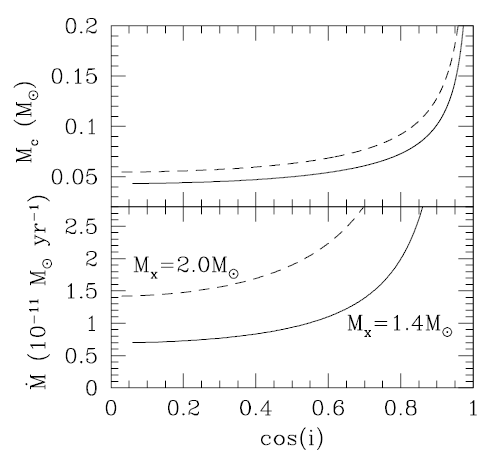 0.2
0.15
0.1
0.05
M_c (M_⊙)
2.5
2
1.5
1
0.5
0
Ṁ (10⁻¹¹ M_⊙ yr⁻¹)
M_x=2.0M_⊙
M_x=1.4M_⊙
0 0.2 0.4 0.6 0.8 1
cos(i)